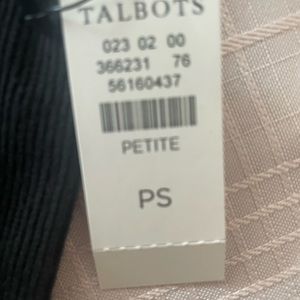 TALBOTS
023 02 00
366231 76
56160437
PETITE
PS